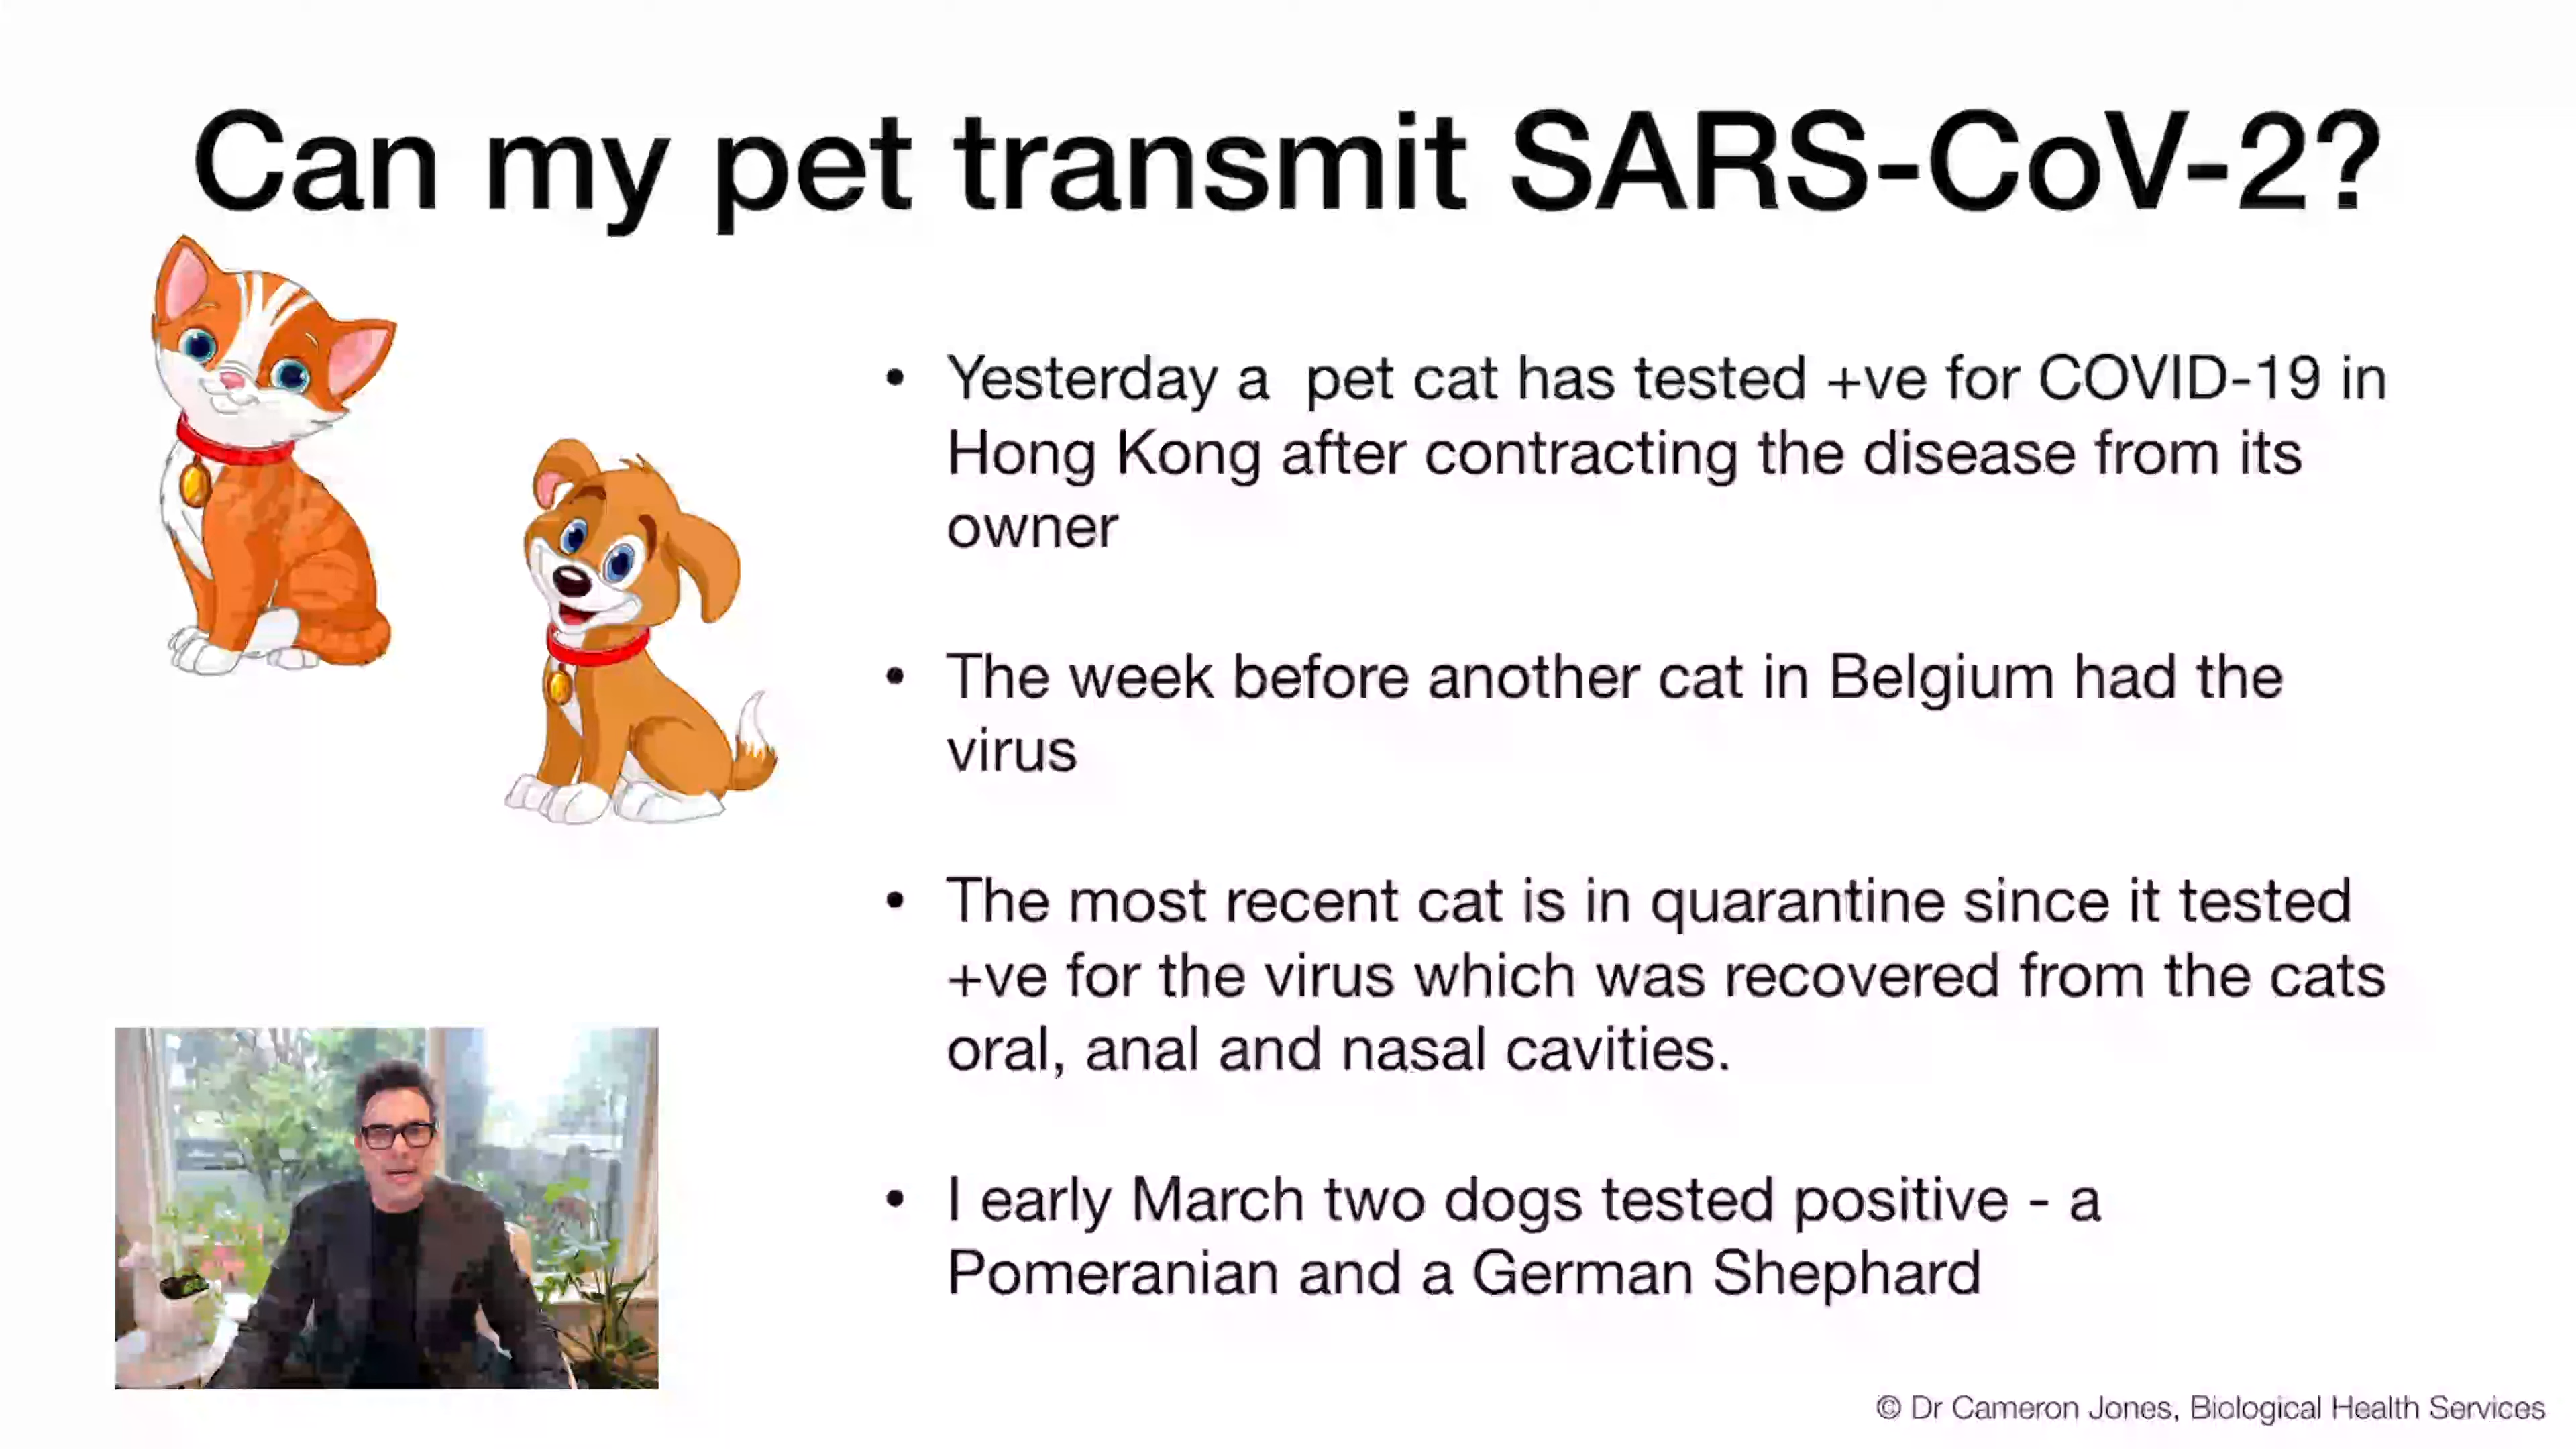 Can my pet transmit SARS-CoV-2?
• Yesterday a  pet cat has tested +ve for COVID-19 in
Hong Kong after contracting the disease from its
owner
• The week before another cat in Belgium had the
virus
• The most recent cat is in quarantine since it tested
+ve for the virus which was recovered from the cats
oral, anal and nasal cavities.
• I early March two dogs tested positive - a
Pomeranian and a German Shephard
© Dr Cameron Jones, Biological Health Services